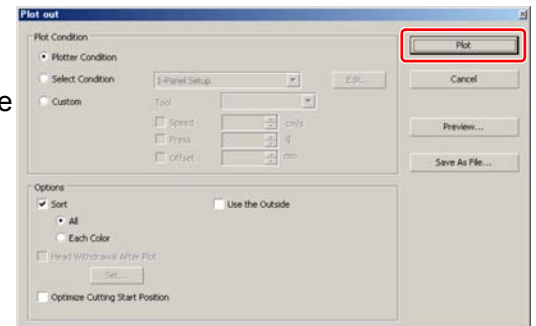 Plot out
Plot Condition
Plotter Condition
Select Condition
1-Panel Setup
Edit...
Custom
Tool
Speed
cm/s
Press
g
Offset
mm
Plot
Cancel
Preview...
Save As File...
e
Options
Sort
Use the Outside
All
Each Color
Head Withdrawal After Plot
Set...
Optimize Cutting Start Position